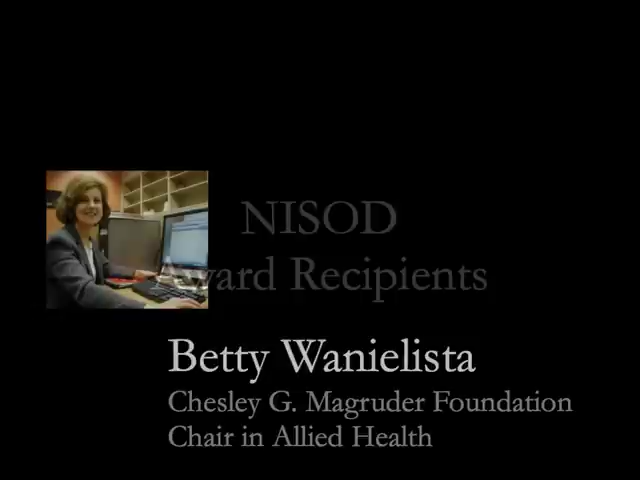 NISOD
Award Recipients
Betty Wanielista
Chesley G. Magruder Foundation
Chair in Allied Health